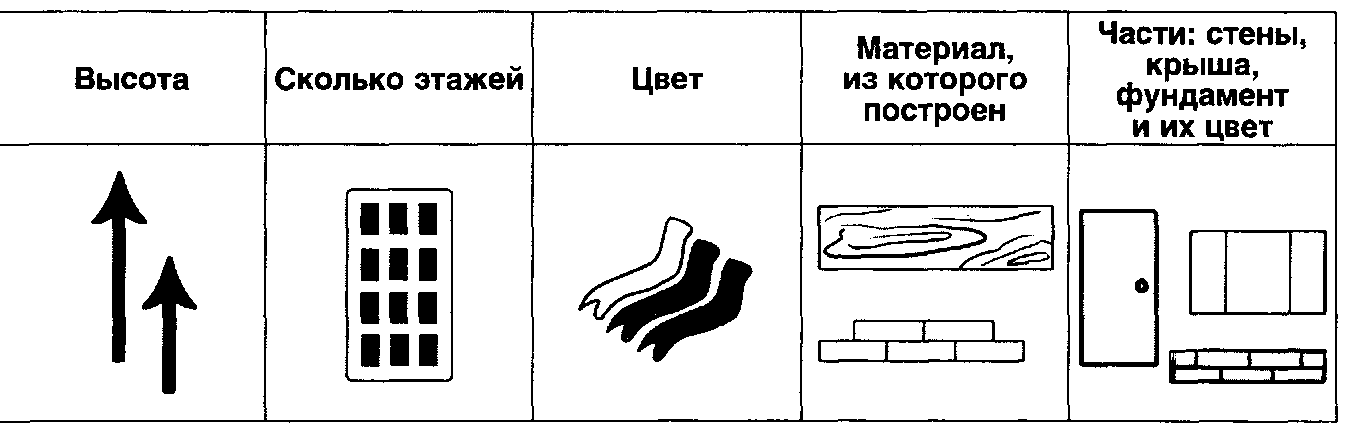 Высота
Сколько этажей
Цвет
Материал,
из которого
построен
Части: стены,
крыша,
фундамент
и их цвет